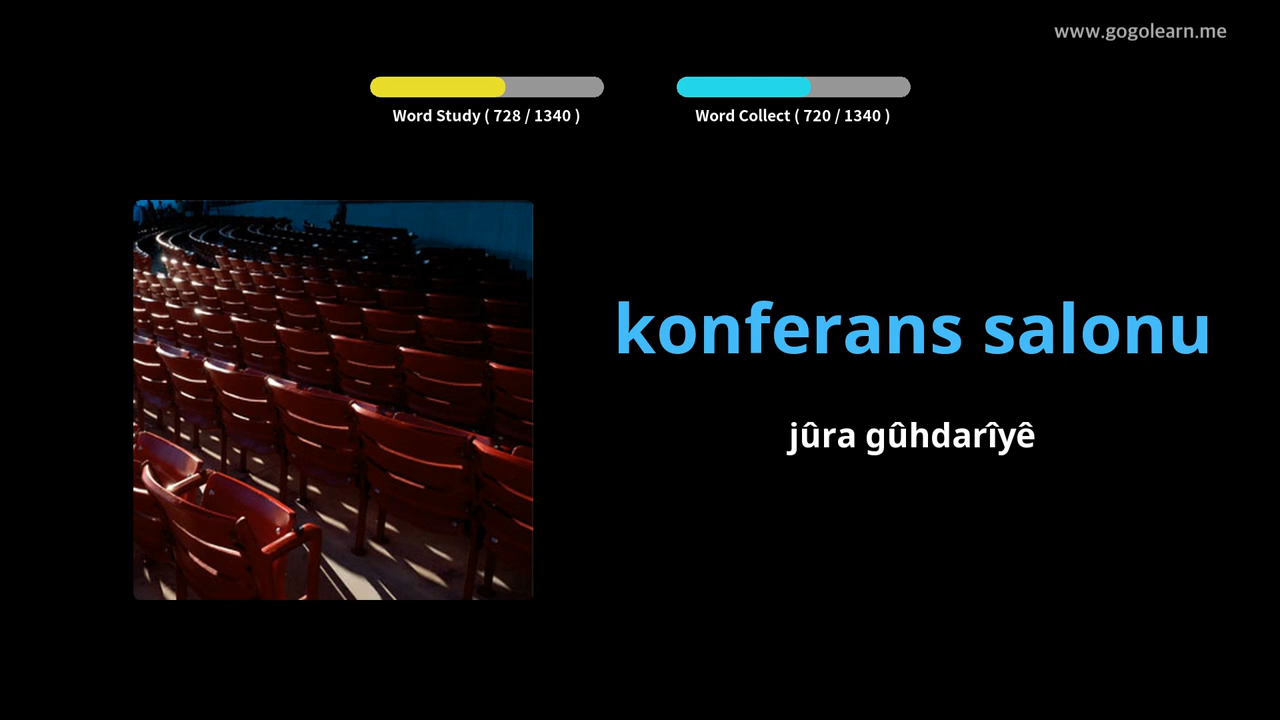 www.gogolearn.me
Word Study ( 728 / 1340 )
Word Collect ( 720 / 1340 )
konferans salonu
jûra gûhdarîyê